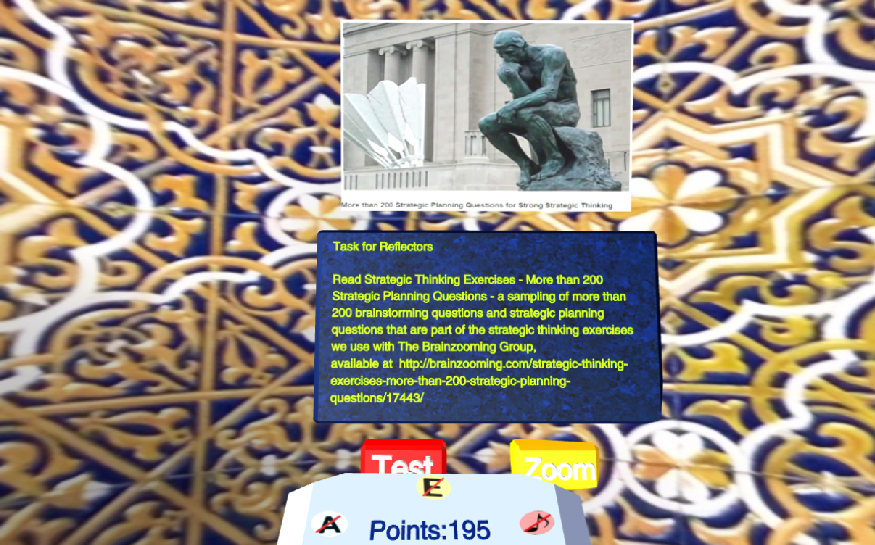 More than 200 Strategic Planning Questions for Strong Strategic Thinking
Task for Reflectors
Read Strategic Thinking Exercises - More than 200
Strategic Planning Questions - a sampling of more than
200 brainstorming questions and strategic planning
questions that are part of the strategic thinking exercises
we use with The Brainzooming Group,
available at http://brainzooming.com/strategic-thinking-
exercises-more-than-200-strategic-planning-
questions/17443/
Test
Zoom
E
A
Points:195